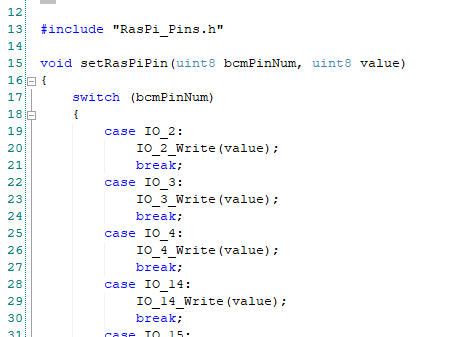 12
13 #include "RasPi_Pins.h"
14
15 void setRasPiPin(uint8 bcmPinNum, uint8 value)
16 {
17 switch (bcmPinNum)
18 {
19 case IO_2:
20 IO_2_Write(value);
21 break;
22 case IO_3:
23 IO_3_Write(value);
24 break;
25 case IO_4:
26 IO_4_Write(value);
27 break;
28 case IO_14:
29 IO_14_Write(value);
30 break;
31 case IO_15: